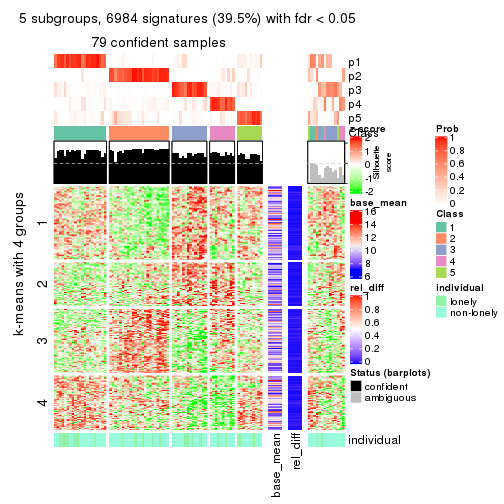 5 subgroups, 6984 signatures (39.5%) with fdr < 0.05
79 confident samples
p1
p2
p3
p4
p5
Class
Silhouette
score
k-means with 4 groups
1
2
3
4
individual
base_mean
rel_diff
z-score
2
1
0
-1
-2
base_mean
16
14
12
10
8
6
rel_diff
1
0.8
0.6
0.4
0.2
0
Status (barplots)
confident
ambiguous
Prob
1
0.8
0.6
0.4
0.2
0
Class
1
2
3
4
5
individual
lonely
non-lonely